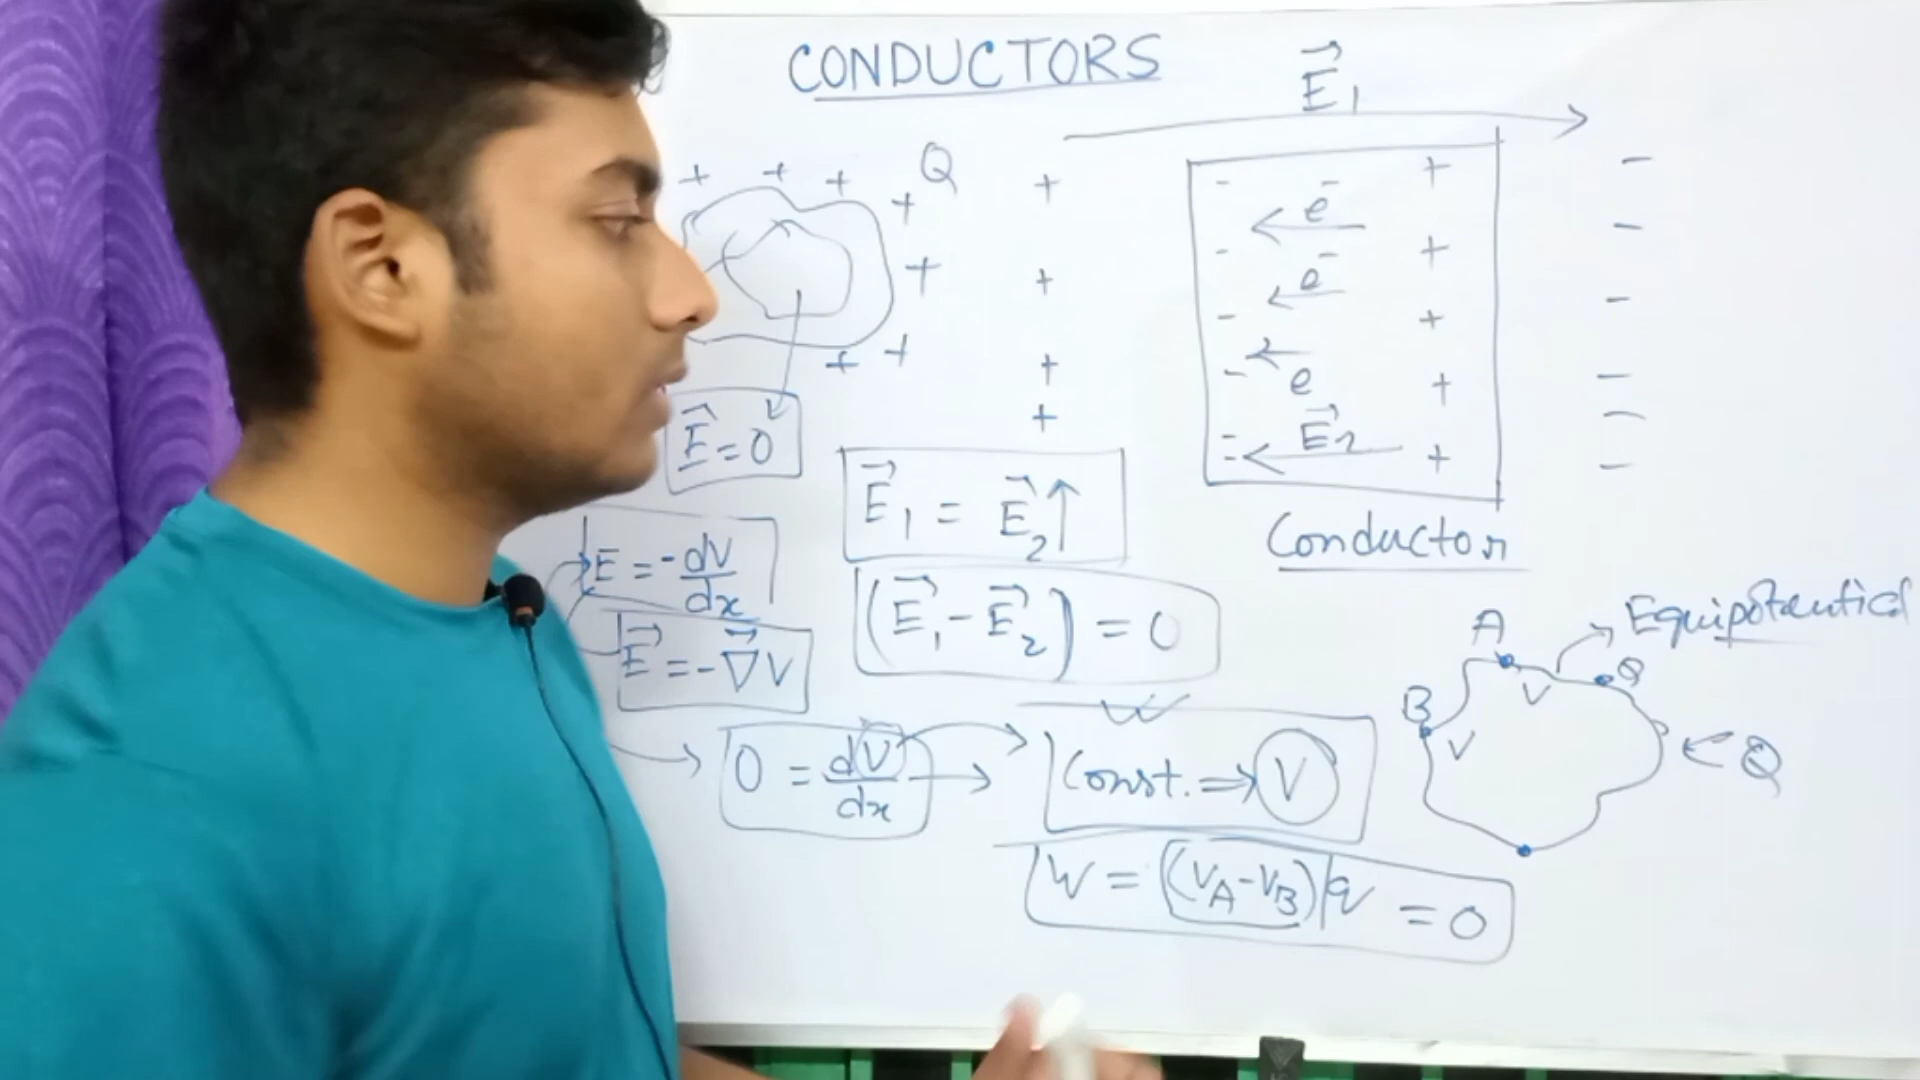 CONDUCTORS
E⃗₁
+ + + + Q
+ + +
E⃗ = 0
+ + + +
- - - - =
e⁻
e⁻
e
E⃗₂
+ + + + +
- - - - - -
Conductor
E⃗₁ = E⃗₂ ↑
(E⃗₁ - E⃗₂) = 0
E = -dV/dx
E⃗ = -∇⃗V
0 = dV/dx
Const. ⇒ V
W = (VA - VB) q = 0
Equipotential
A
V
B
V
Q
Q